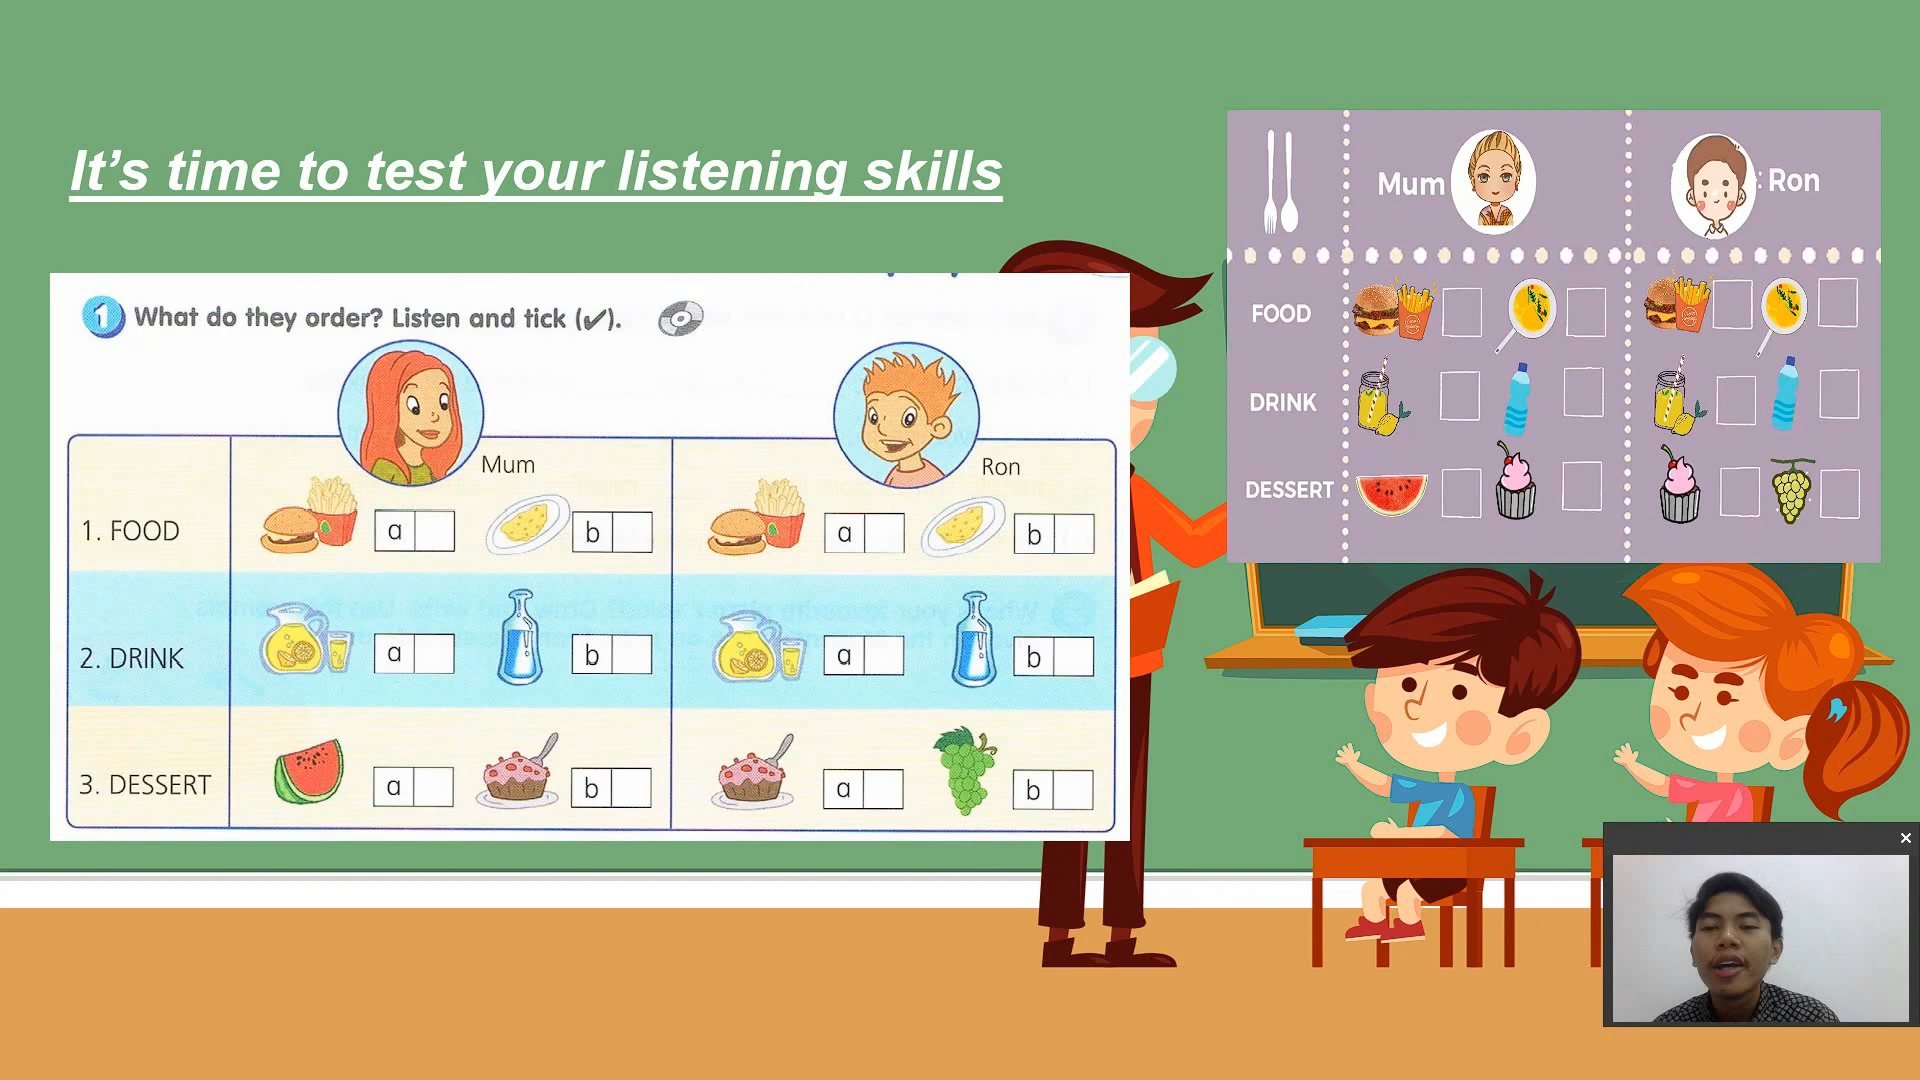 It's time to test your listening skills
1 What do they order? Listen and tick (✔).
Mum
Ron
1. FOOD
a
b
a
b
2. DRINK
a
b
a
b
3. DESSERT
a
b
a
b
Mum
: Ron
FOOD
DRINK
DESSERT